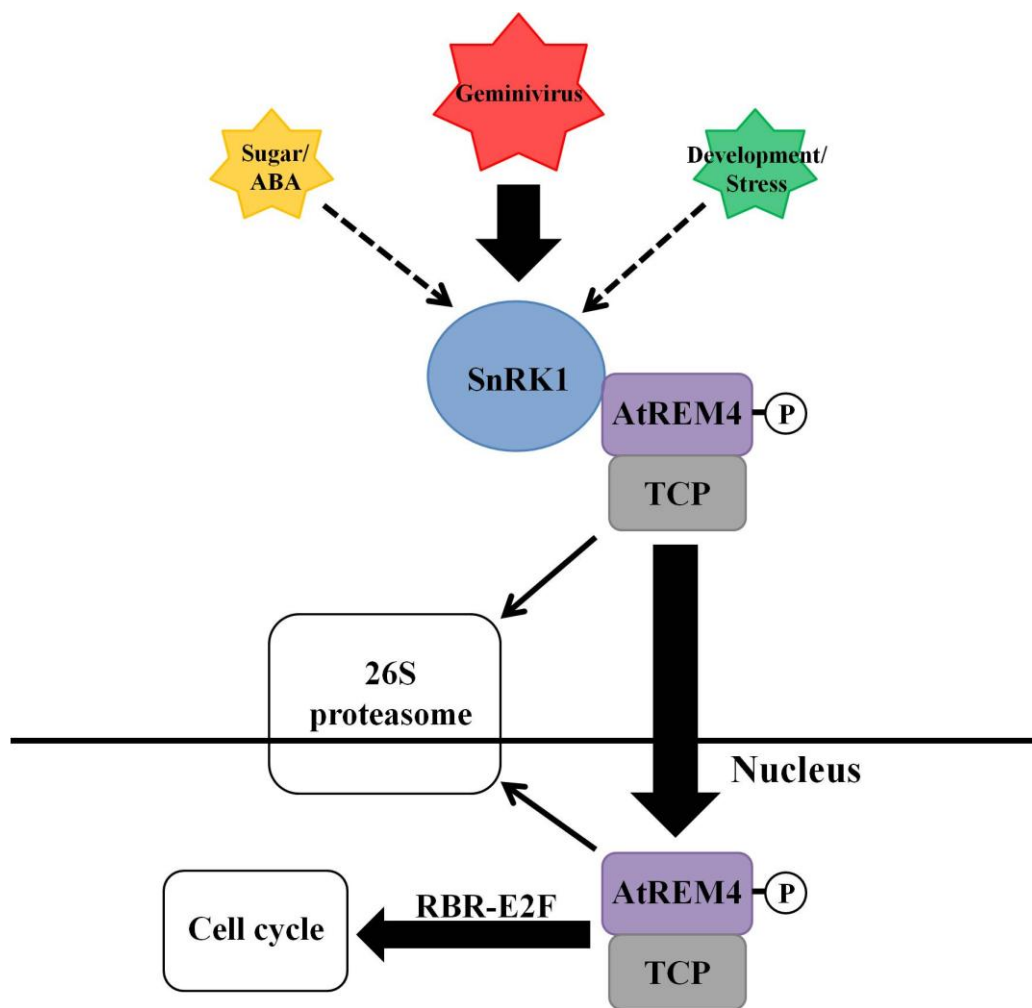 Geminivirus
Sugar/
ABA
Development/
Stress
SnRK1
AtREM4
P
TCP
26S
proteasome
Nucleus
AtREM4
P
RBR-E2F
Cell cycle
TCP